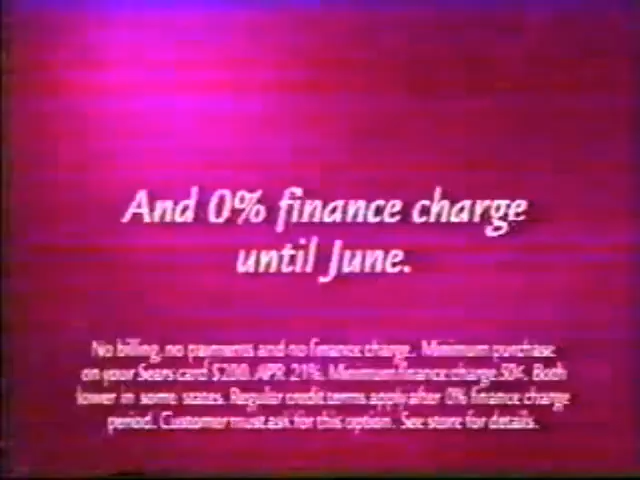 And 0% finance charge
until June.
No billing, no payments and no finance charge. Minimum purchase
on your Sears card $200. APR 21%. Minimum finance charge 50¢. Both
lower in some states. Regular credit terms apply after 0% finance charge
period. Customer must ask for this option. See store for details.